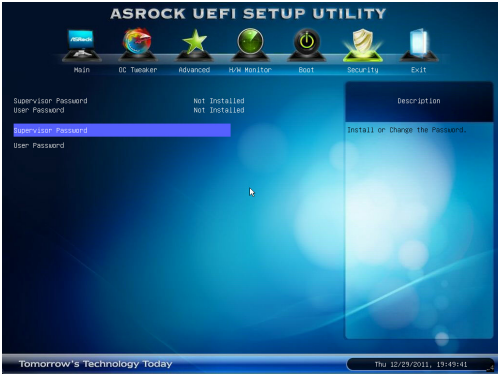 ASROCK UEFI SETUP UTILITY
ASRock
Main OC Tweaker Advanced H/W Monitor Boot Security Exit
Supervisor Password Not Installed
User Password Not Installed
Supervisor Password
User Password
Description
Install or Change the Password.
Tomorrow's Technology Today
Thu 12/29/2011, 19:49:41